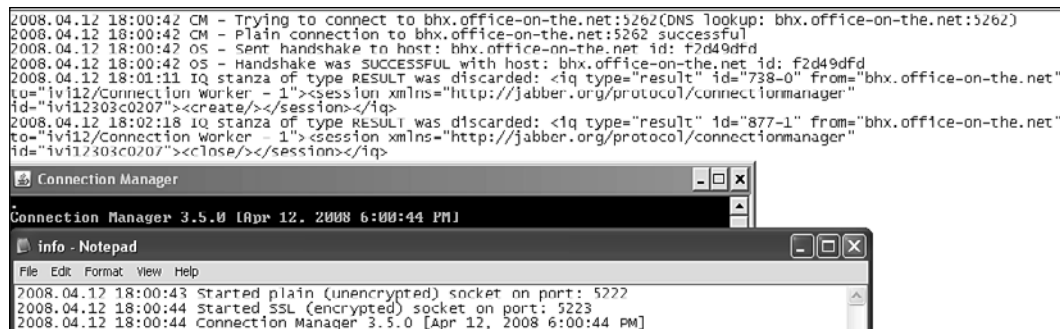 2008.04.12 18:00:42 CM - Trying to connect to bhx.office-on-the.net:5262(DNS lookup: bhx.office-on-the.net:5262)
2008.04.12 18:00:42 CM - Plain connection to bhx.office-on-the.net:5262 successful
2008.04.12 18:00:42 OS - Sent handshake to host: bhx.office-on-the.net id: f2d49dfd
2008.04.12 18:00:42 OS - Handshake was SUCCESSFUL with host: bhx.office-on-the.net id: f2d49dfd
2008.04.12 18:01:11 IQ stanza of type RESULT was discarded: <iq type="result" id="738-0" from="bhx.office-on-the.net"
to="ivi12/Connection Worker - 1"><session xmlns="http://jabber.org/protocol/connectionmanager"
id="ivi12303c0207"><create/></session></iq>
2008.04.12 18:02:18 IQ stanza of type RESULT was discarded: <iq type="result" id="877-1" from="bhx.office-on-the.net"
to="ivi12/Connection Worker - 1"><session xmlns="http://jabber.org/protocol/connectionmanager"
id="ivi12303c0207"><close/></session></iq>
Connection Manager
Connection Manager 3.5.0 [Apr 12, 2008 6:00:44 PM]
info - Notepad
File Edit Format View Help
2008.04.12 18:00:43 Started plain (unencrypted) socket on port: 5222
2008.04.12 18:00:44 Started SSL (encrypted) socket on port: 5223
2008.04.12 18:00:44 Connection Manager 3.5.0 [Apr 12, 2008 6:00:44 PM]